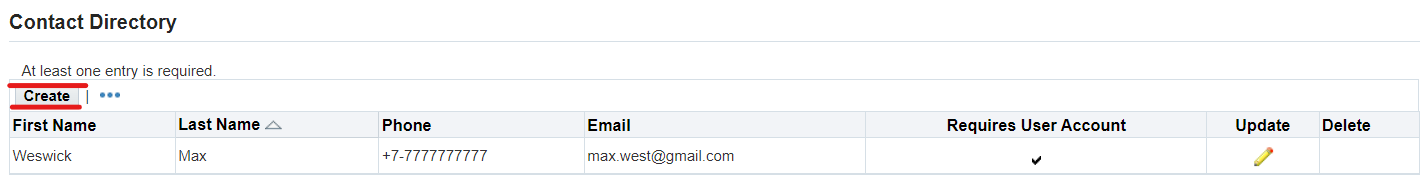 Contact Directory
At least one entry is required.
Create | •••
First Name Last Name Phone Email Requires User Account Update Delete
Weswick Max +7-7777777777 max.west@gmail.com ✔